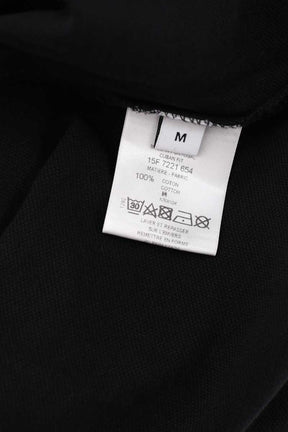 M
CUBAN FIT
15F 7221 654
MATIERE - FABRIC
100% COTON
COTTON
30
LAVER ET REPASSER
SUR L'ENVERS
REMETTRE EN FORME